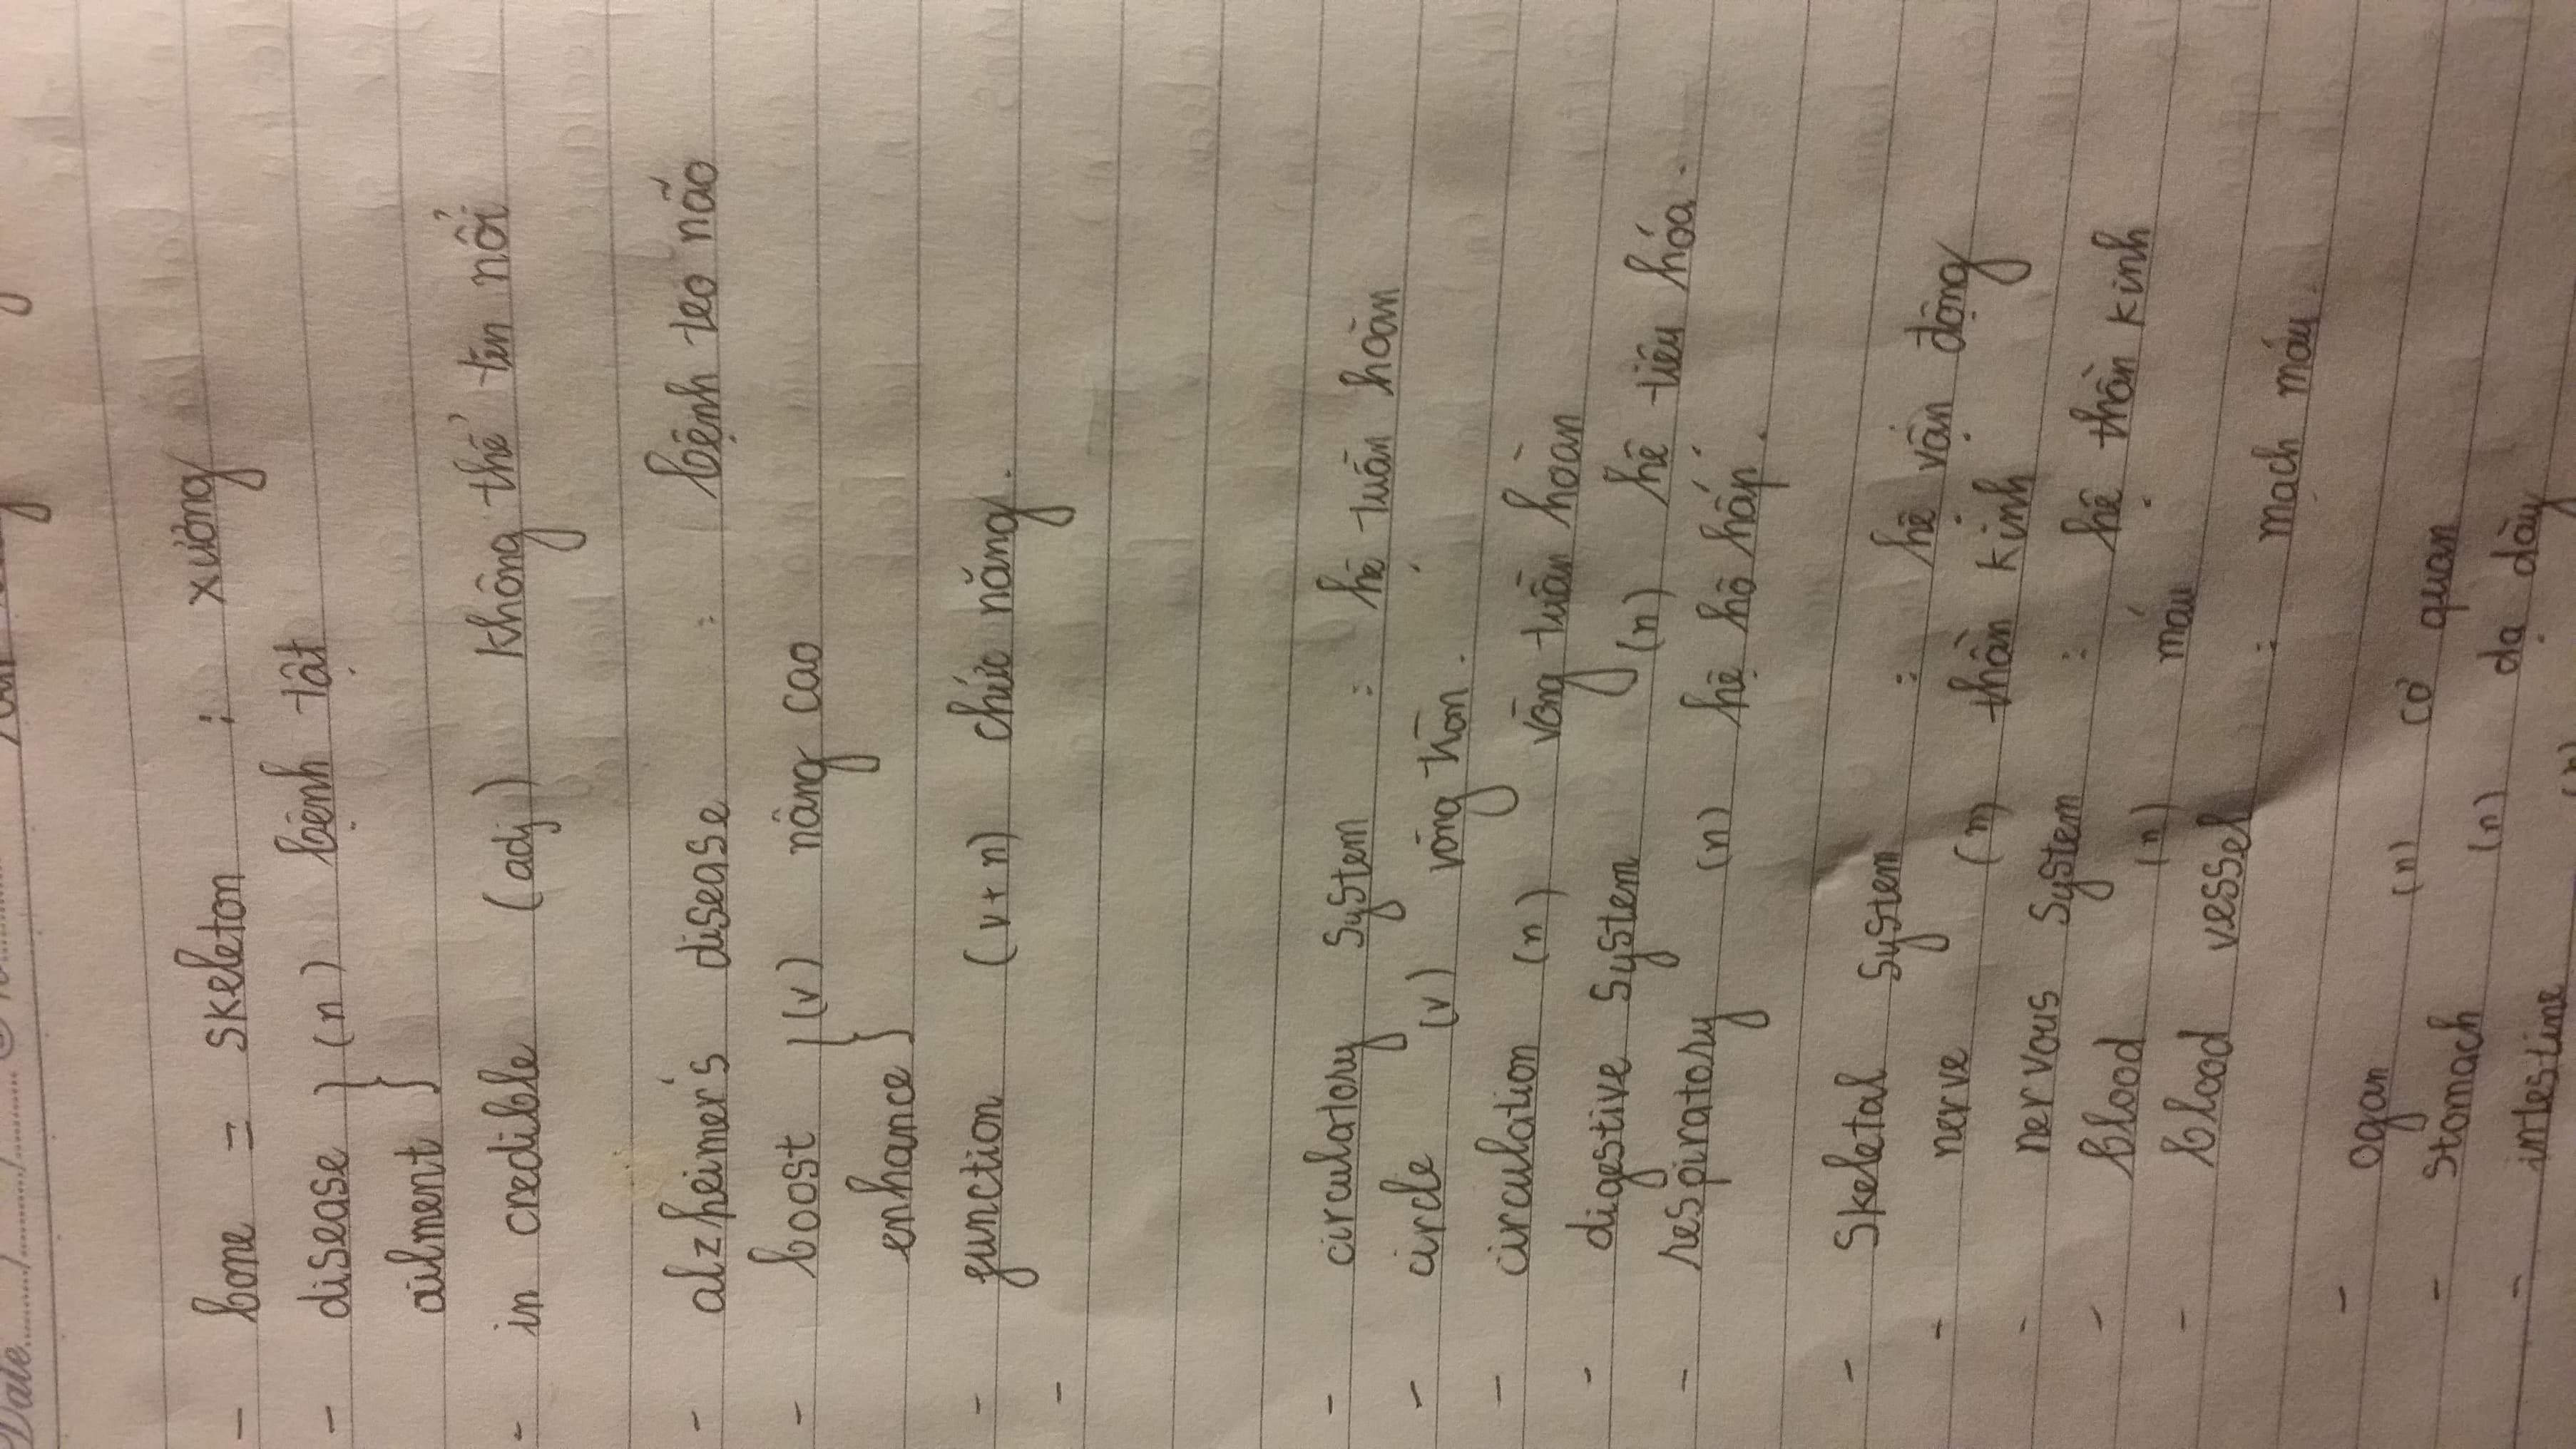 Date
- bone = skeleton : xương
- disease } (n) bệnh tật
ailment }
- in credible (adj) không thể tin nổi
- alzheimer's disease : bệnh teo não
- boost } (v) nâng cao
enhance }
- function (v+n) chức năng.
-
- circulatory system : hệ tuần hoàn
- circle (v) vòng tròn.
- circulation (n) vòng tuần hoàn
- digestive system (n) hệ tiêu hóa.
- respiratory (n) hệ hô hấp.
- skeletal system : hệ vận động
- nerve (n) thần kinh
- nervous system : hệ thần kinh
- blood (n) máu
- blood vessel : mạch máu.
- ogan (n) cơ quan
- stomach (n) dạ dày
- intestine (n)